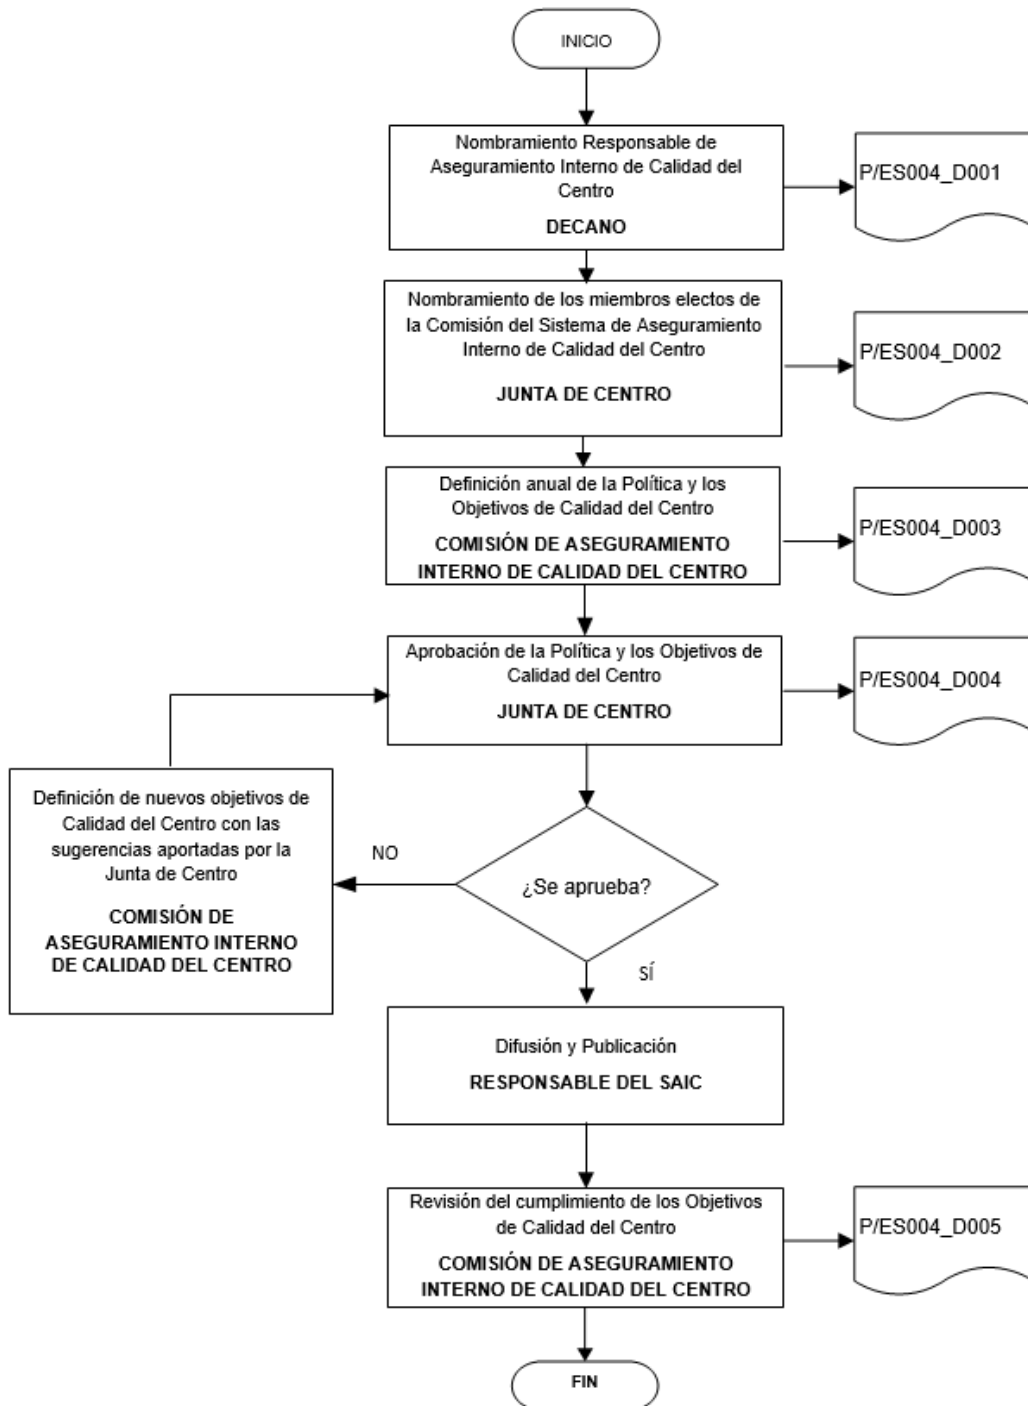 INICIO
Nombramiento Responsable de
Aseguramiento Interno de Calidad del
Centro
DECANO
P/ES004_D001
Nombramiento de los miembros electos de
la Comisión del Sistema de Aseguramiento
Interno de Calidad del Centro
JUNTA DE CENTRO
P/ES004_D002
Definición anual de la Política y los
Objetivos de Calidad del Centro
COMISIÓN DE ASEGURAMIENTO
INTERNO DE CALIDAD DEL CENTRO
P/ES004_D003
Aprobación de la Política y los Objetivos de
Calidad del Centro
JUNTA DE CENTRO
P/ES004_D004
Definición de nuevos objetivos de
Calidad del Centro con las
sugerencias aportadas por la
Junta de Centro
COMISIÓN DE
ASEGURAMIENTO INTERNO
DE CALIDAD DEL CENTRO
NO
¿Se aprueba?
SÍ
Difusión y Publicación
RESPONSABLE DEL SAIC
Revisión del cumplimiento de los Objetivos
de Calidad del Centro
COMISIÓN DE ASEGURAMIENTO
INTERNO DE CALIDAD DEL CENTRO
P/ES004_D005
FIN